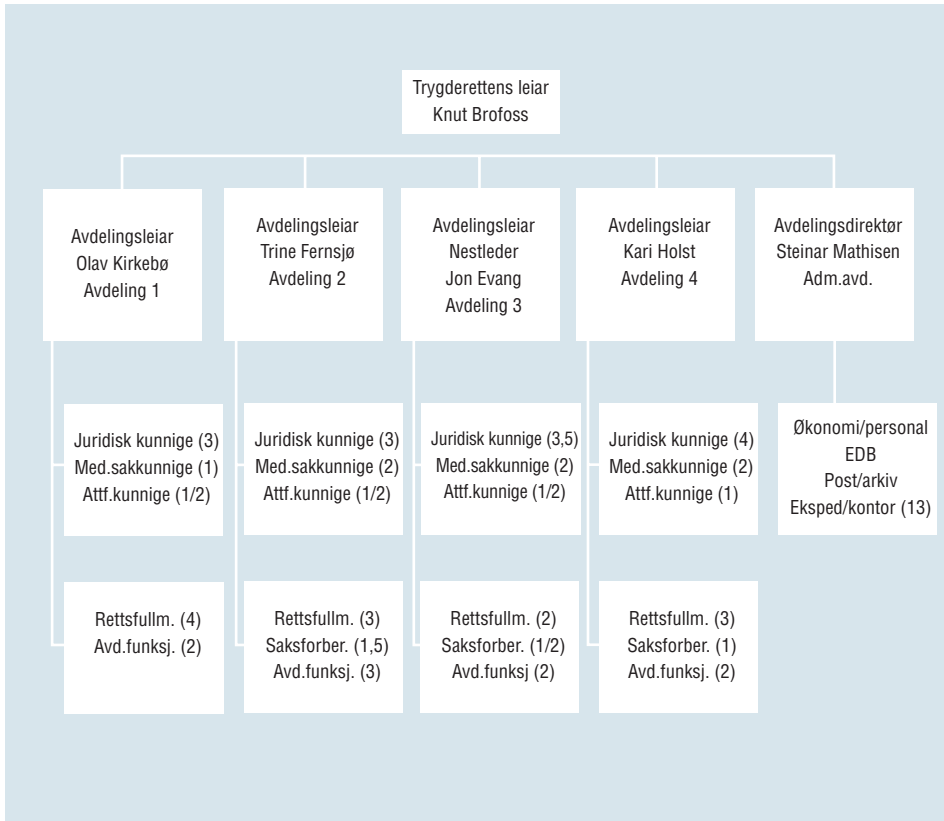 Trygderettens leiar
Knut Brofoss
Avdelingsleiar
Olav Kirkebø
Avdeling 1
Avdelingsleiar
Trine Fernsjø
Avdeling 2
Avdelingsleiar
Nestleder
Jon Evang
Avdeling 3
Avdelingsleiar
Kari Holst
Avdeling 4
Avdelingsdirektør
Steinar Mathisen
Adm.avd.
Juridisk kunnige (3)
Med.sakkunnige (1)
Attf.kunnige (1/2)
Juridisk kunnige (3)
Med.sakkunnige (2)
Attf.kunnige (1/2)
Juridisk kunnige (3,5)
Med.sakkunnige (2)
Attf.kunnige (1/2)
Juridisk kunnige (4)
Med.sakkunnige (2)
Attf.kunnige (1)
Økonomi/personal
EDB
Post/arkiv
Eksped/kontor (13)
Rettsfullm. (4)
Avd.funksj. (2)
Rettsfullm. (3)
Saksforber. (1,5)
Avd.funksj. (3)
Rettsfullm. (2)
Saksforber. (1/2)
Avd.funksj (2)
Rettsfullm. (3)
Saksforber. (1)
Avd.funksj. (2)